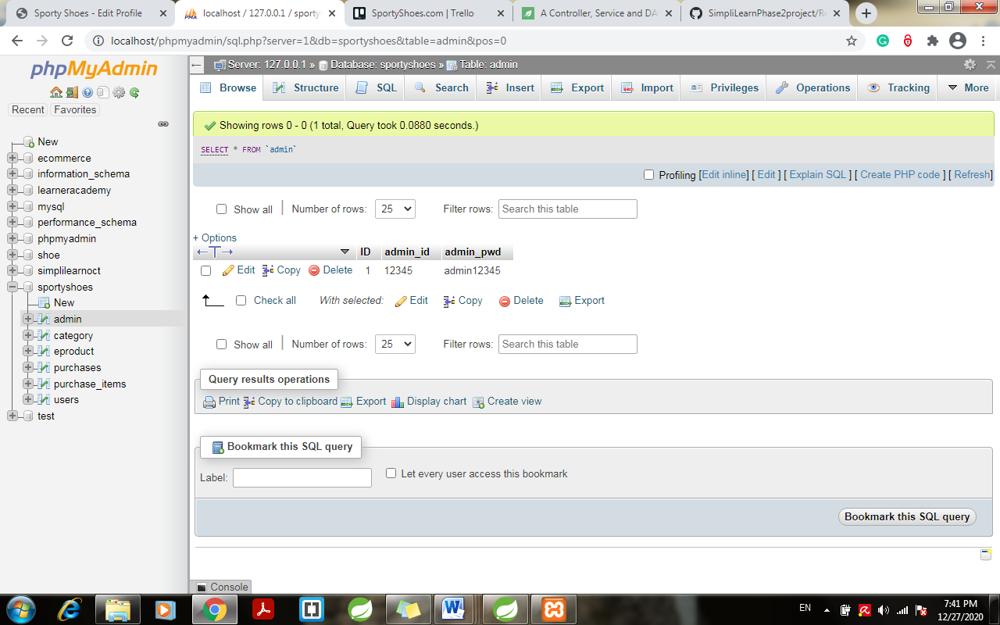 Sporty Shoes - Edit Profile
localhost / 127.0.0.1 / sporty
SportyShoes.com | Trello
A Controller, Service and DA
SimpliLearnPhase2project/R
localhost/phpmyadmin/sql.php?server=1&db=sportyshoes&table=admin&pos=0
phpMyAdmin
Recent Favorites
New
ecommerce
information_schema
learneracademy
mysql
performance_schema
phpmyadmin
shoe
simplilearnoct
sportyshoes
New
admin
category
eproduct
purchases
purchase_items
users
test
Server: 127.0.0.1 » Database: sportyshoes » Table: admin
Browse Structure SQL Search Insert Export Import Privileges Operations Tracking More
Showing rows 0 - 0 (1 total, Query took 0.0880 seconds.)
SELECT * FROM `admin`
Profiling [Edit inline] [ Edit ] [ Explain SQL ] [ Create PHP code ] [ Refresh]
Show all | Number of rows: 25 Filter rows: Search this table
+ Options
←T→ ID admin_id admin_pwd
Edit Copy Delete 1 12345 admin12345
Check all With selected: Edit Copy Delete Export
Show all | Number of rows: 25 Filter rows: Search this table
Query results operations
Print Copy to clipboard Export Display chart Create view
Bookmark this SQL query
Label: Let every user access this bookmark
Bookmark this SQL query
Console
EN
7:41 PM
12/27/2020